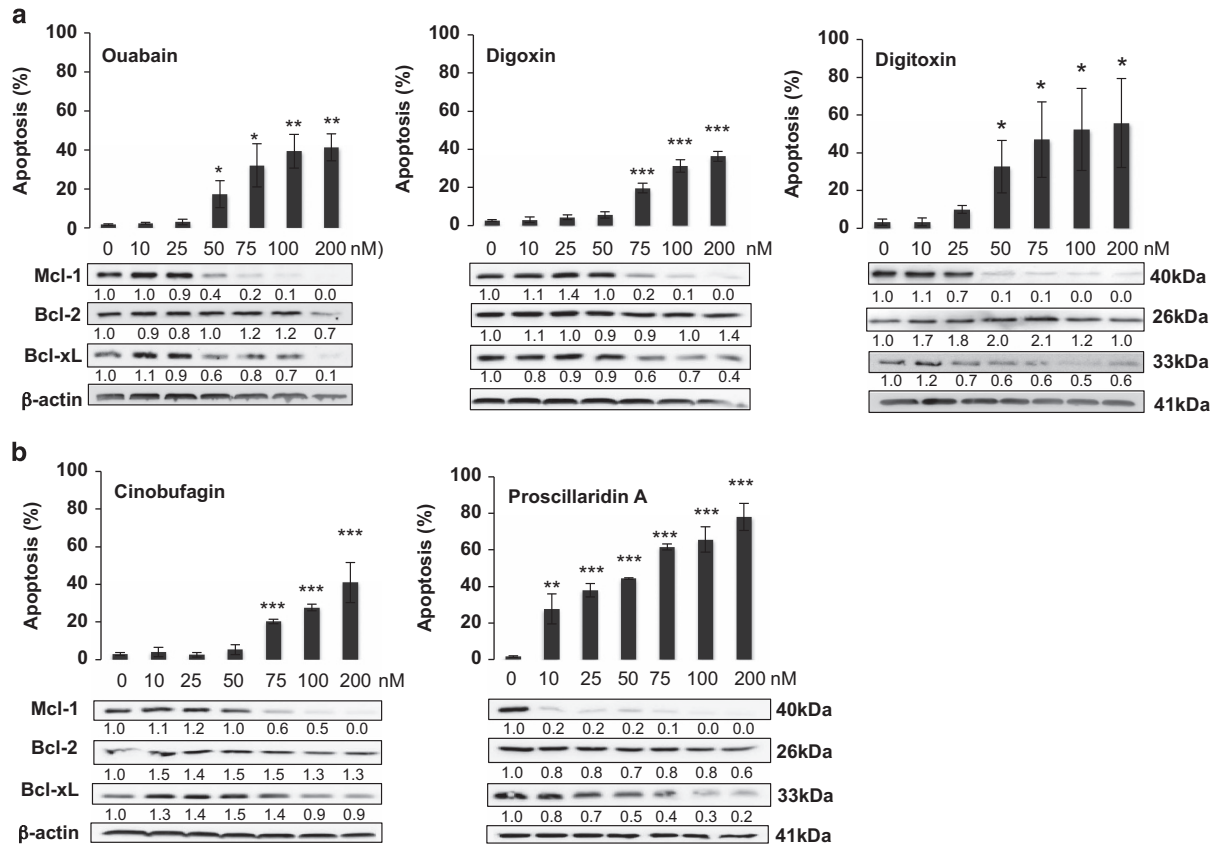 a
Ouabain
Apoptosis (%)
100
80
60
40
20
0
* * ** **
0 10 25 50 75 100 200 nM)
Mcl-1
1.0 1.0 0.9 0.4 0.2 0.1 0.0
Bcl-2
1.0 0.9 0.8 1.0 1.2 1.2 0.7
Bcl-xL
1.0 1.1 0.9 0.6 0.8 0.7 0.1
β-actin
Digoxin
Apoptosis (%)
100
80
60
40
20
0
*** *** ***
0 10 25 50 75 100 200 nM
1.0 1.1 1.4 1.0 0.2 0.1 0.0
1.0 1.1 1.0 0.9 0.9 1.0 1.4
1.0 0.8 0.9 0.9 0.6 0.7 0.4
Digitoxin
Apoptosis (%)
100
80
60
40
20
0
* * * *
0 10 25 50 75 100 200 nM
40kDa
1.0 1.1 0.7 0.1 0.1 0.0 0.0
26kDa
1.0 1.7 1.8 2.0 2.1 1.2 1.0
33kDa
1.0 1.2 0.7 0.6 0.6 0.5 0.6
41kDa
b
Cinobufagin
Apoptosis (%)
100
80
60
40
20
0
*** *** ***
0 10 25 50 75 100 200 nM
Mcl-1
1.0 1.1 1.2 1.0 0.6 0.5 0.0
Bcl-2
1.0 1.5 1.4 1.5 1.5 1.3 1.3
Bcl-xL
1.0 1.3 1.4 1.5 1.4 0.9 0.9
β-actin
Proscillaridin A
Apoptosis (%)
100
80
60
40
20
0
** *** *** *** *** ***
0 10 25 50 75 100 200 nM
40kDa
1.0 0.2 0.2 0.2 0.1 0.0 0.0
26kDa
1.0 0.8 0.8 0.7 0.8 0.8 0.6
33kDa
1.0 0.8 0.7 0.5 0.4 0.3 0.2
41kDa